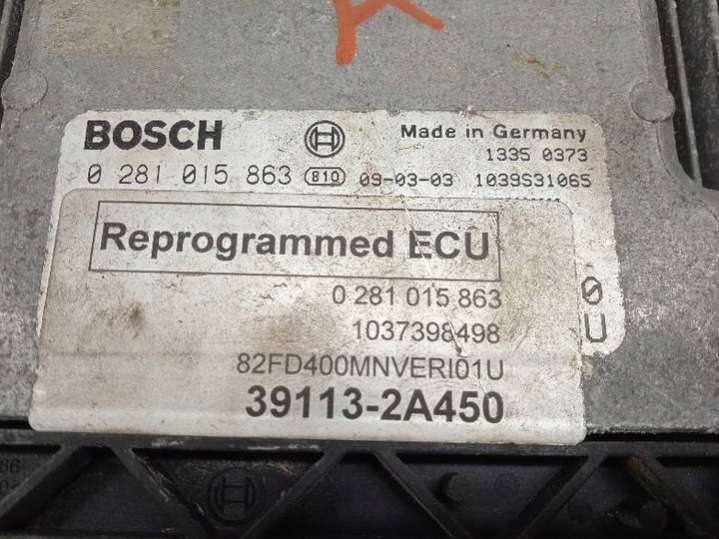 BOSCH
Made in Germany
1335 0373
0 281 015 863 810 09-03-03 1039S31065
Reprogrammed ECU
0 281 015 863
1037398498
82FD400MNVERI01U
39113-2A450
0
U
66